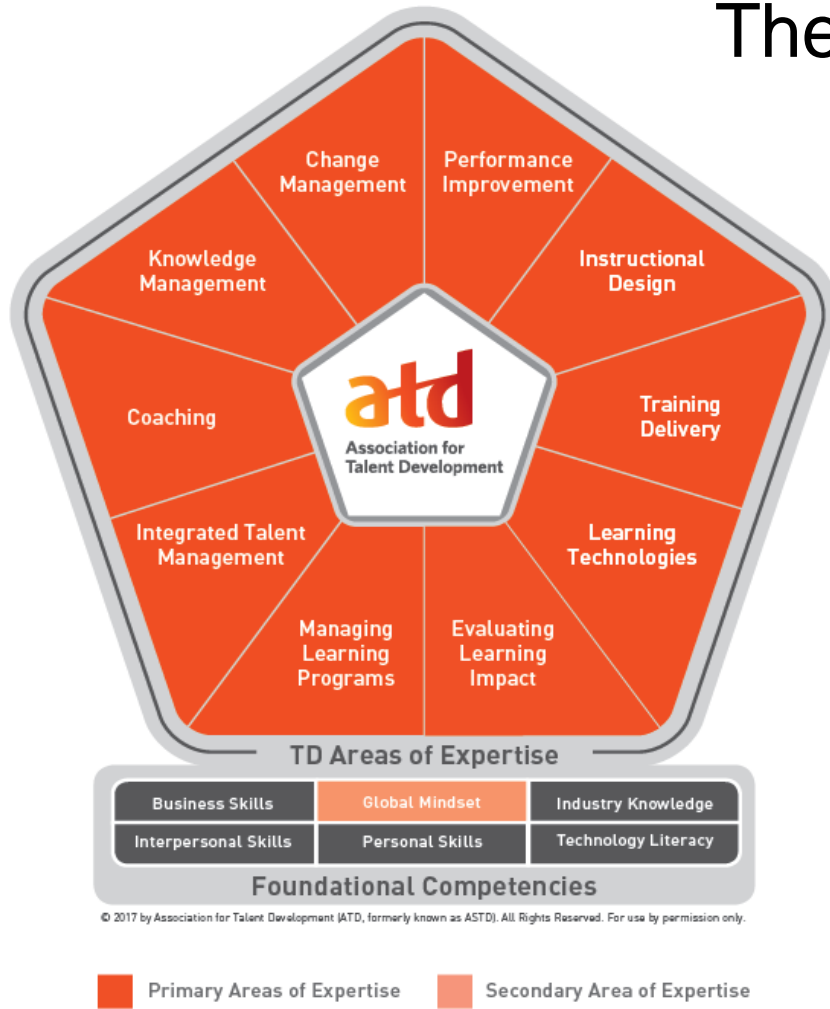 The
Change
Management
Performance
Improvement
Knowledge
Management
Instructional
Design
Coaching
atd
Association for
Talent Development
Training
Delivery
Integrated Talent
Management
Learning
Technologies
Managing
Learning
Programs
Evaluating
Learning
Impact
TD Areas of Expertise
Business Skills
Global Mindset
Industry Knowledge
Interpersonal Skills
Personal Skills
Technology Literacy
Foundational Competencies
© 2017 by Association for Talent Development (ATD, formerly known as ASTD). All Rights Reserved. For use by permission only.
Primary Areas of Expertise
Secondary Area of Expertise